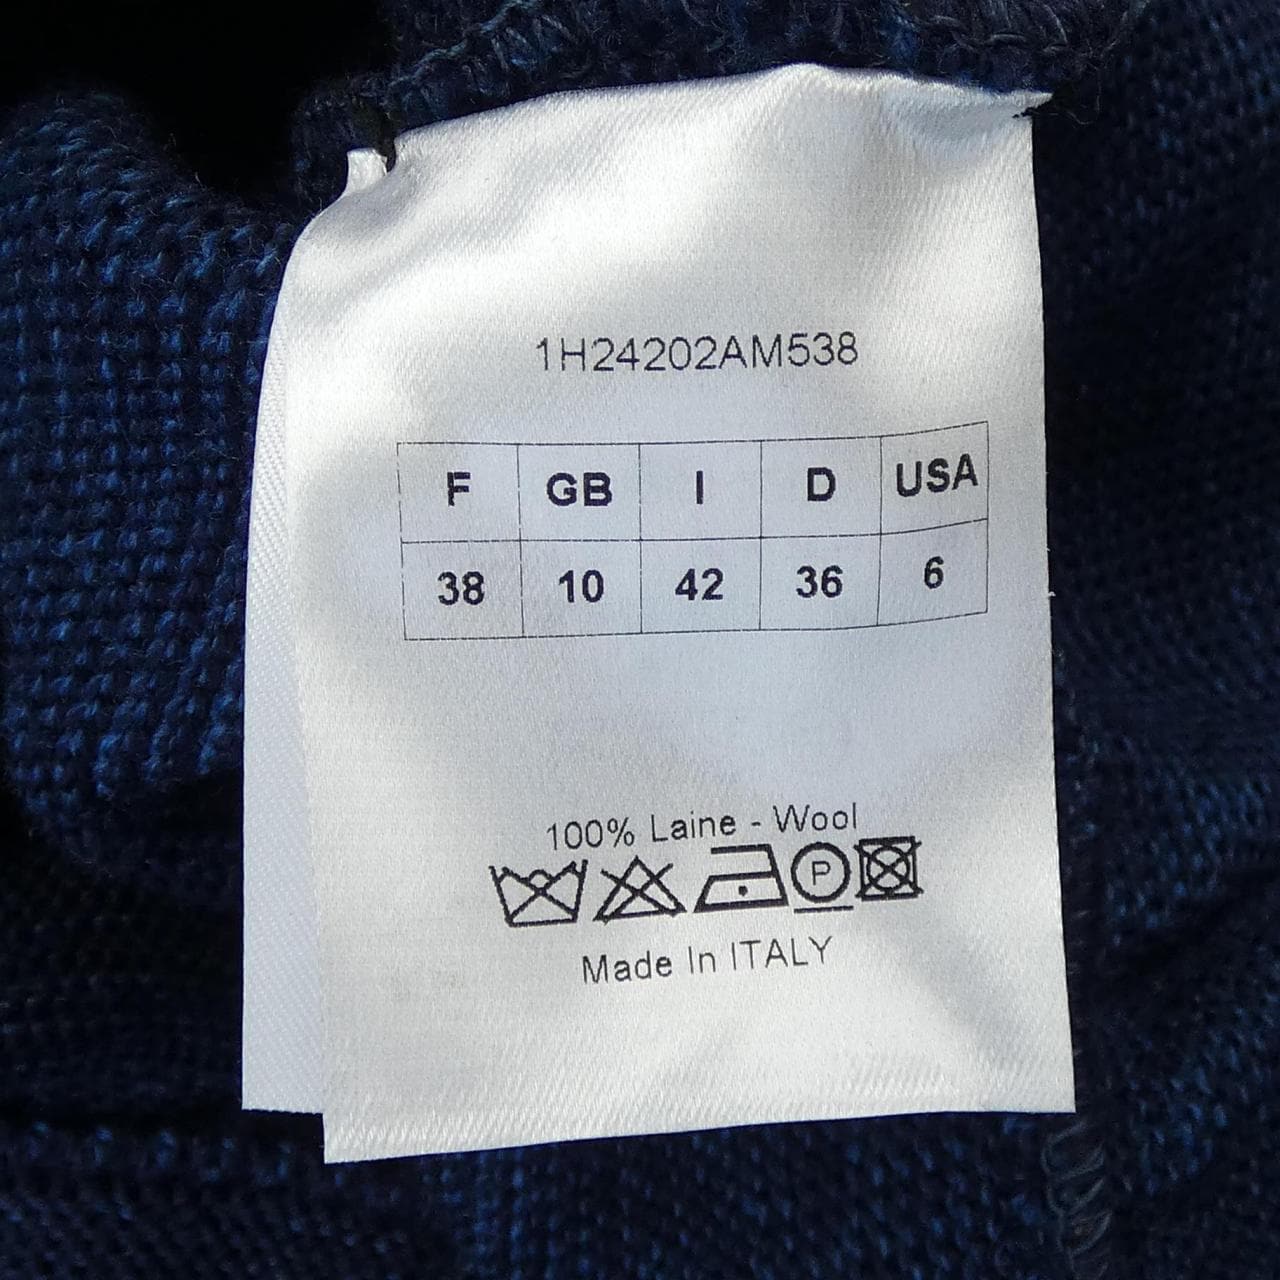 1H24202AM538
F GB I D USA
38 10 42 36 6
100% Laine - Wool
P
Made In ITALY